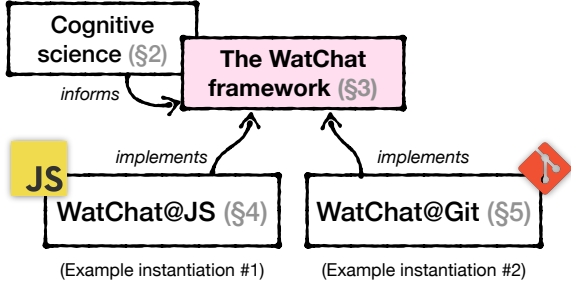 Cognitive
science (§2)
The WatChat
framework (§3)
informs
implements
implements
JS
WatChat@JS (§4)
WatChat@Git (§5)
(Example instantiation #1)
(Example instantiation #2)